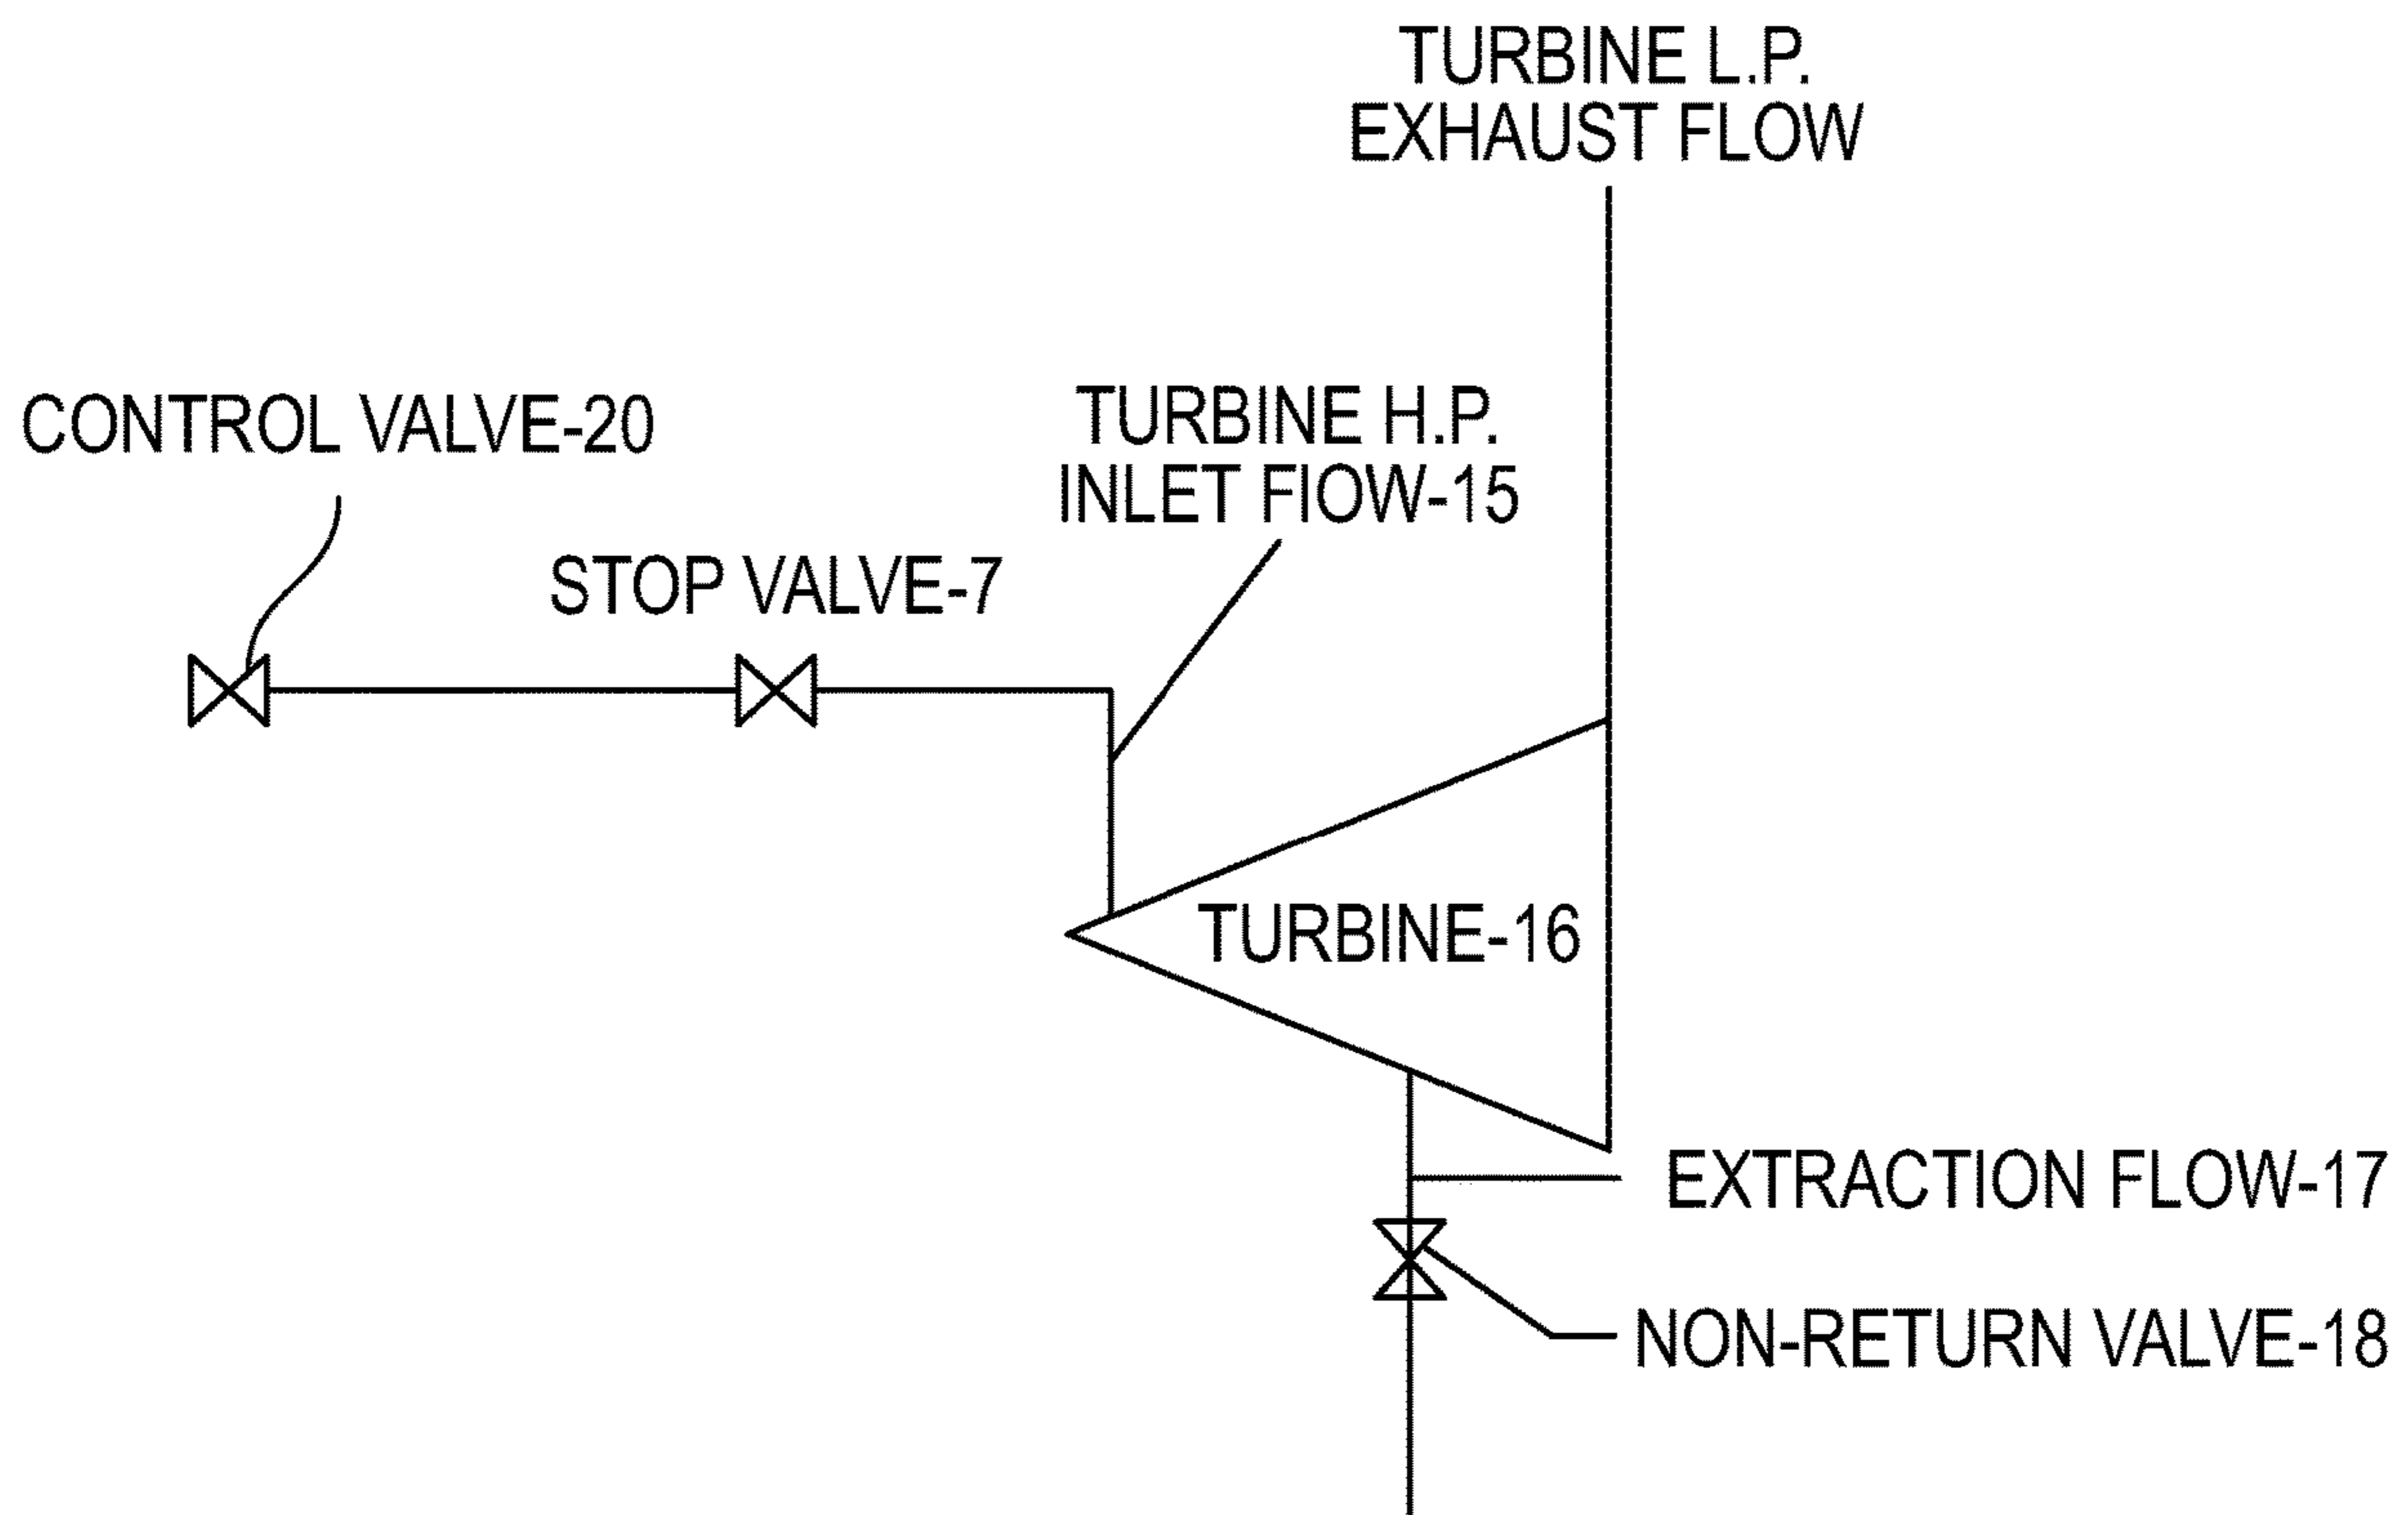 TURBINE L.P.
EXHAUST FLOW
CONTROL VALVE-20
TURBINE H.P.
INLET FIOW-15
STOP VALVE-7
TURBINE-16
EXTRACTION FLOW-17
NON-RETURN VALVE-18